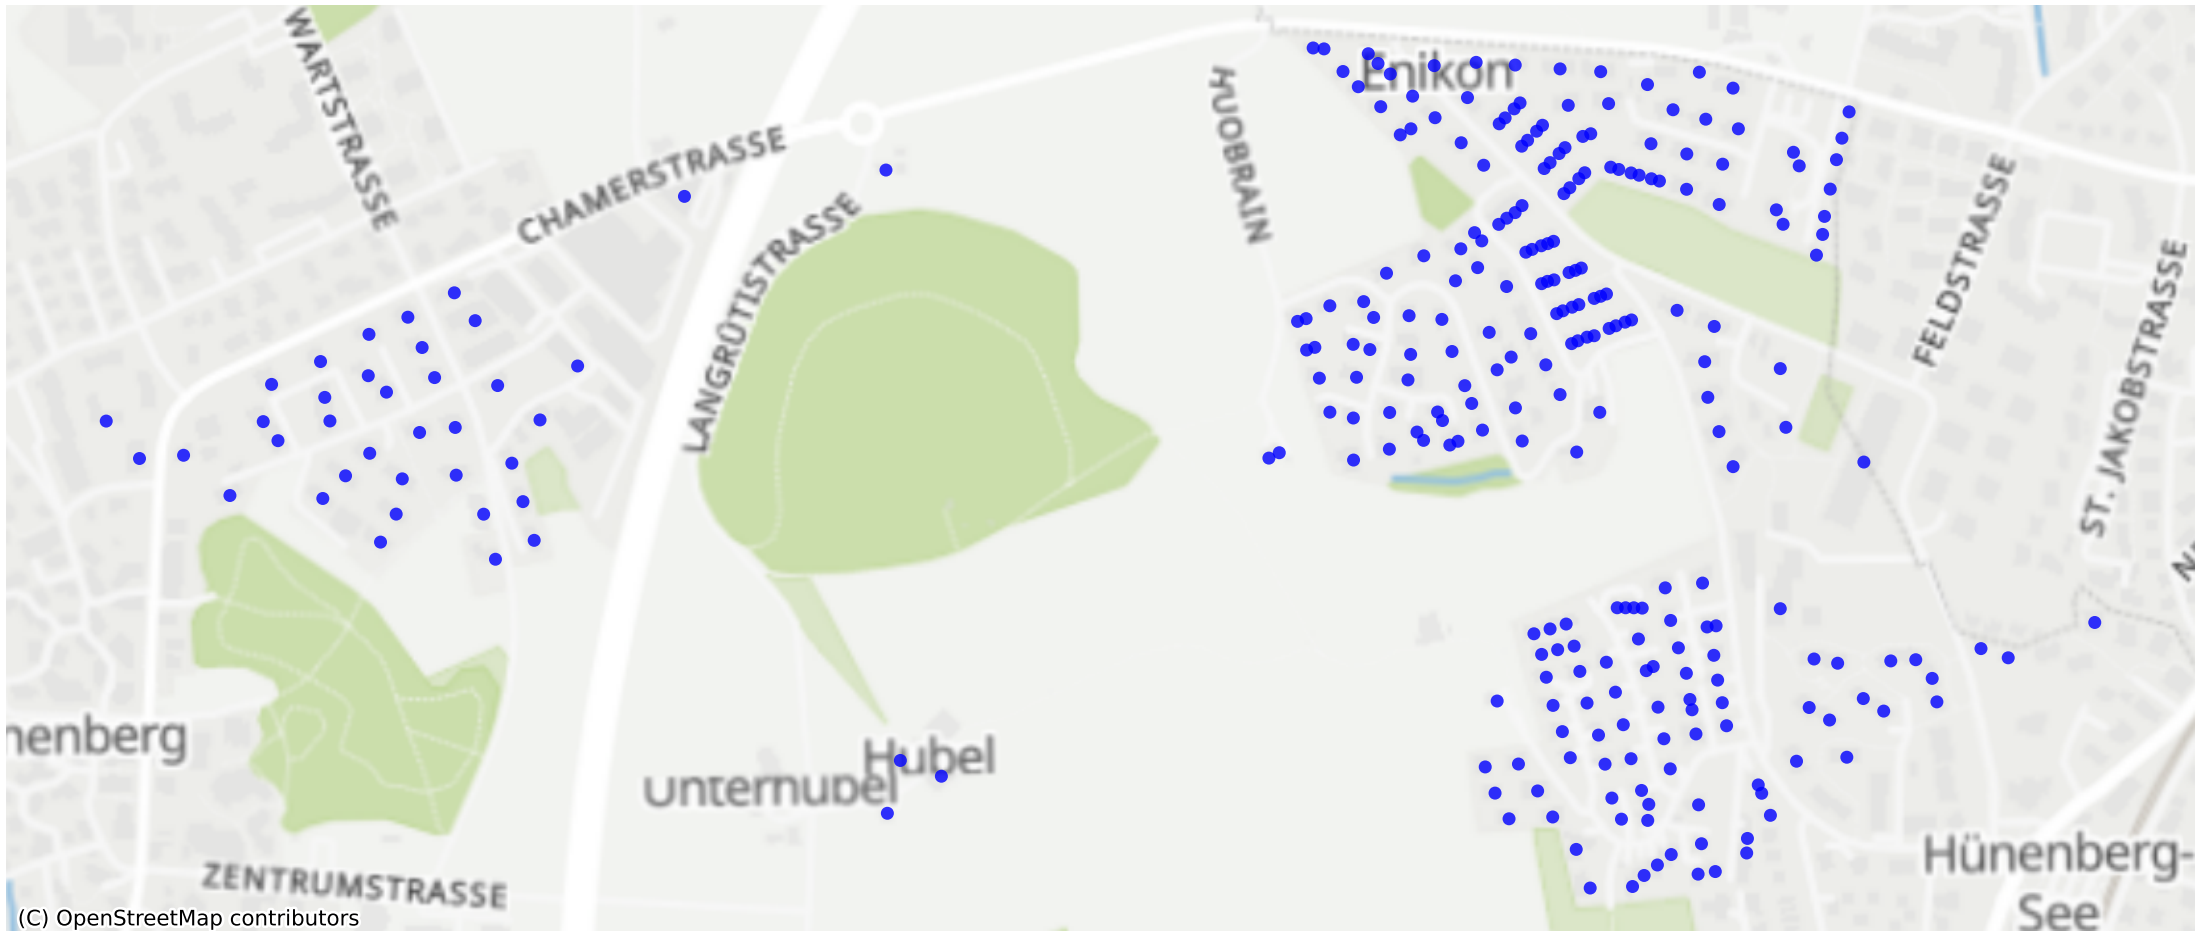 WARTSTRASSE
Enikon
HUOBRAIN
CHAMERSTRASSE
LANGRÜTISTRASSE
FELDSTRASSE
ST. JAKOBSTRASSE
nenberg
Hubel
Unterhubel
ZENTRUMSTRASSE
Hünenberg-
See
(C) OpenStreetMap contributors